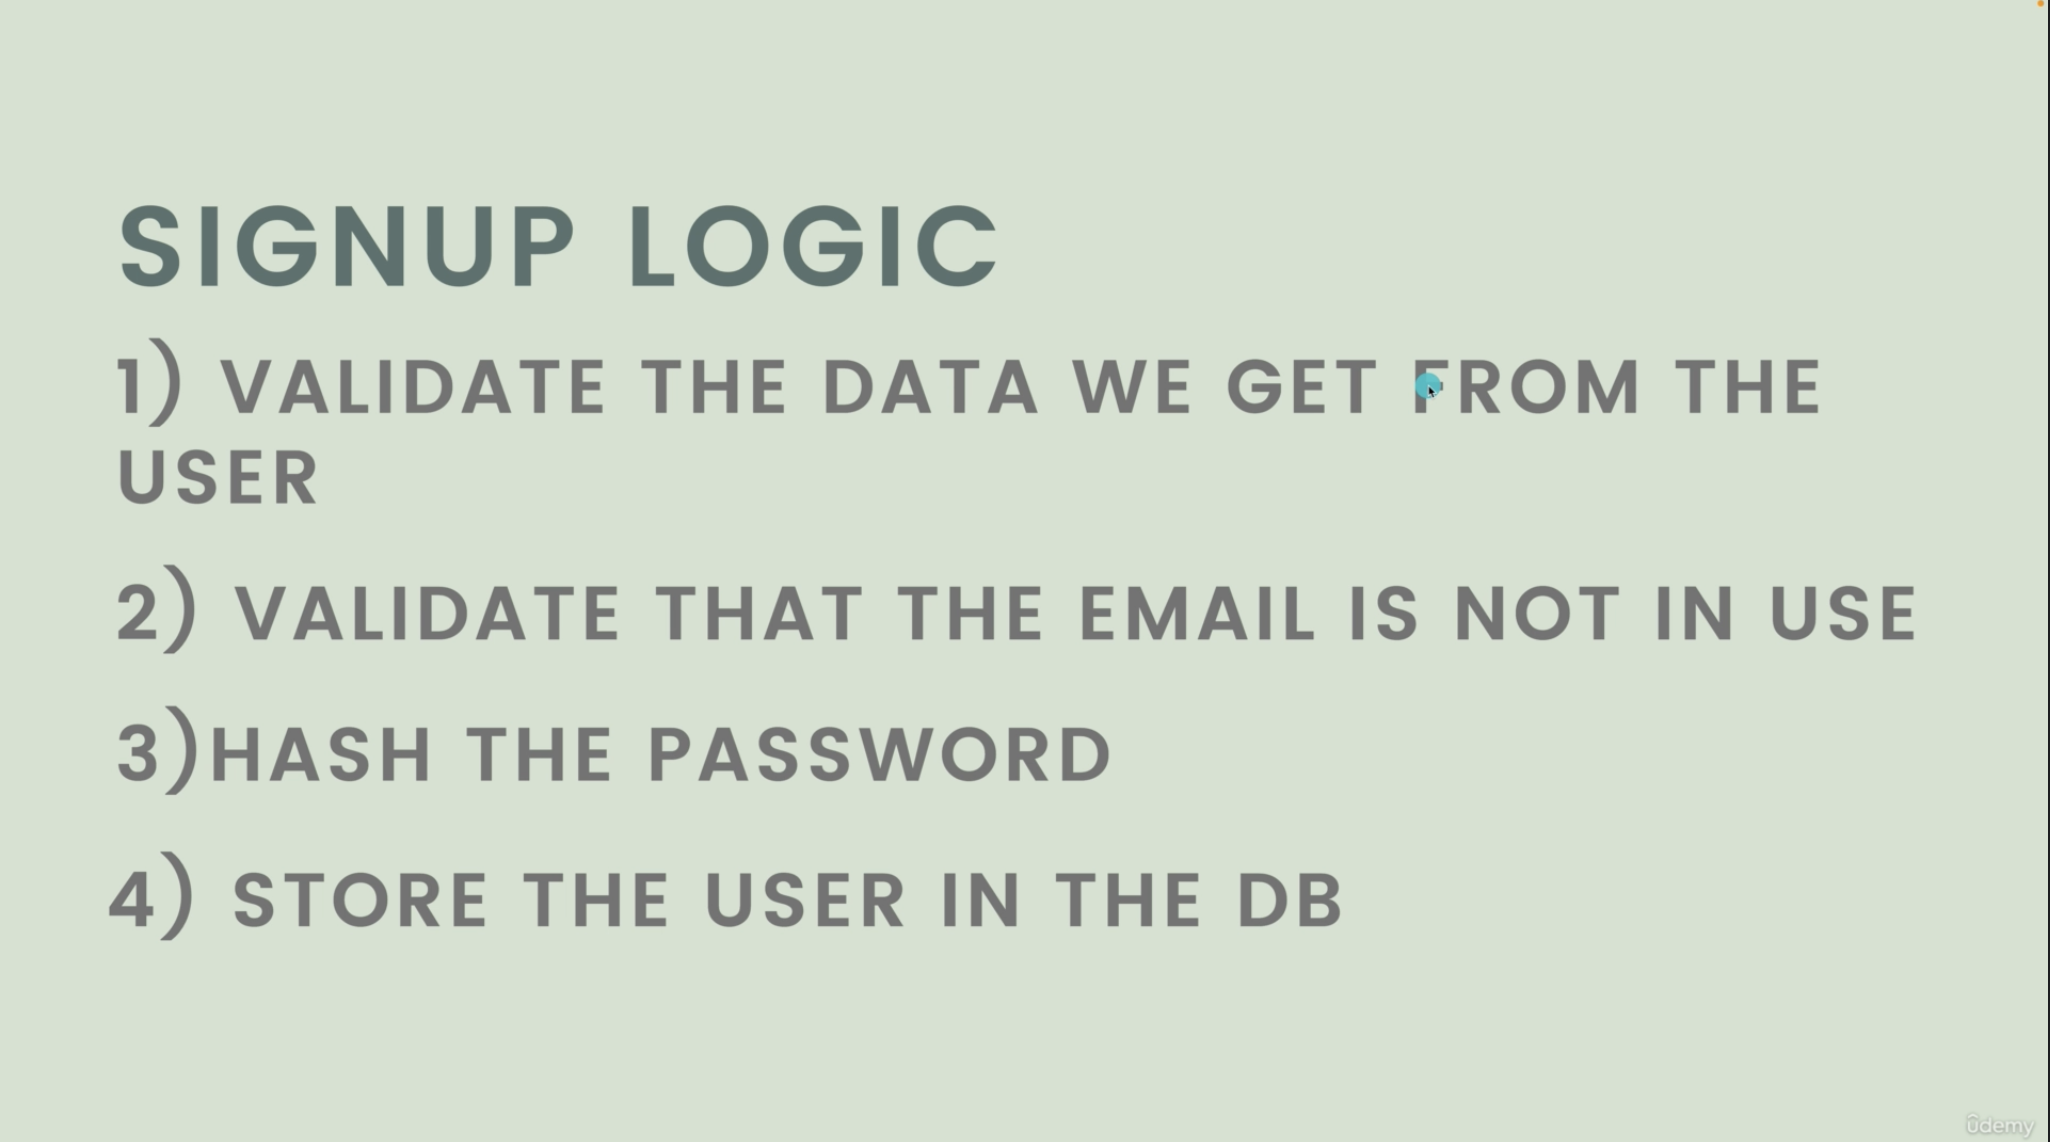 SIGNUP LOGIC
1) VALIDATE THE DATA WE GET FROM THE
USER
2) VALIDATE THAT THE EMAIL IS NOT IN USE
3)HASH THE PASSWORD
4) STORE THE USER IN THE DB
udemy